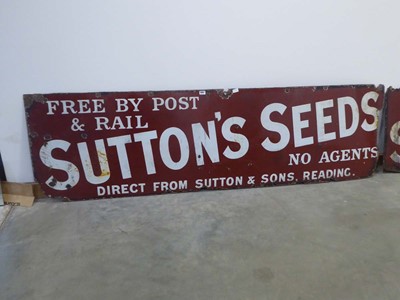 FREE BY POST
& RAIL
SUTTON'S SEEDS
NO AGENTS
DIRECT FROM SUTTON & SONS, READING.